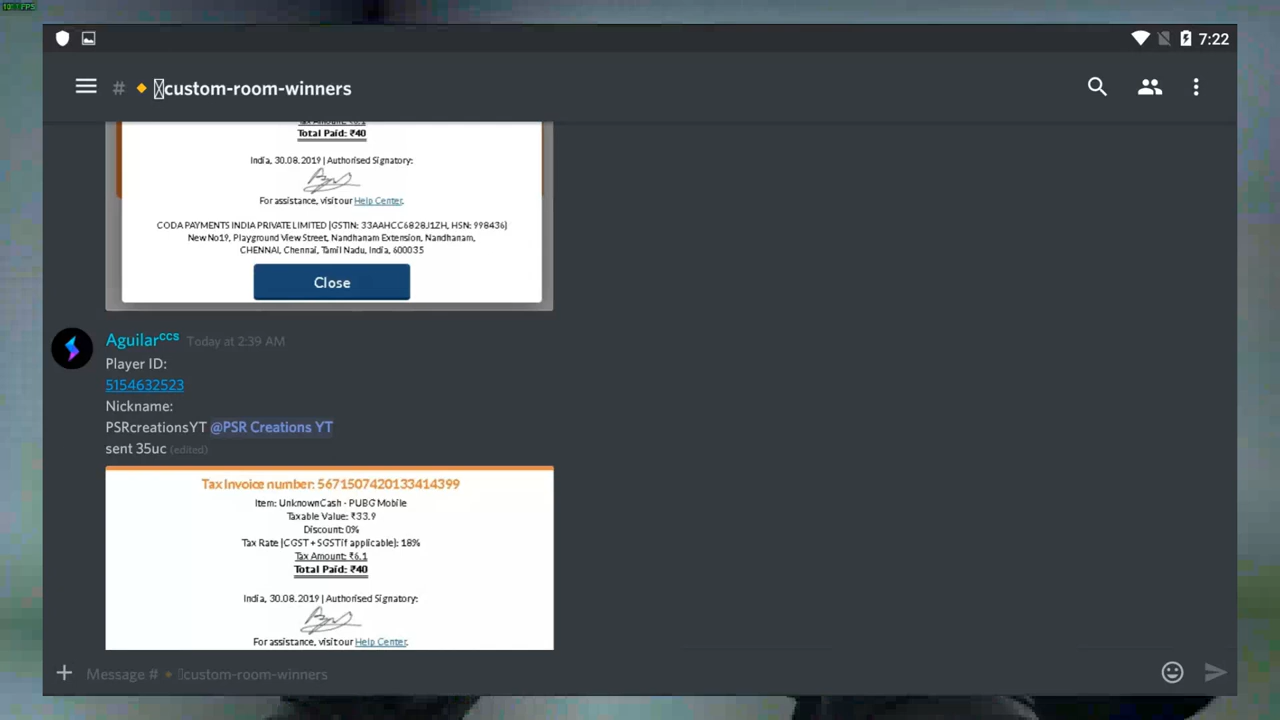 7:22
# custom-room-winners
Total Paid: ₹40
India, 30.08.2019 | Authorised Signatory:
For assistance, visit our Help Center.
CODA PAYMENTS INDIA PRIVATE LIMITED (GSTIN: 33AAHCC6828J1ZH, HSN: 998436)
New No19, Playground View Street, Nandhanam Extension, Nandhanam,
CHENNAI, Chennai, Tamil Nadu, India, 600035
Close
Aguilarᶜᶜˢ Today at 2:39 AM
Player ID:
5154632523
Nickname:
PSRcreationsYT @PSR Creations YT
sent 35uc (edited)
Tax Invoice number: 5671507420133414399
Item: UnknownCash - PUBG Mobile
Taxable Value: ₹33.9
Discount: 0%
Tax Rate (CGST + SGST if applicable): 18%
Tax Amount: ₹6.1
Total Paid: ₹40
India, 30.08.2019 | Authorised Signatory:
For assistance, visit our Help Center.
Message # custom-room-winners